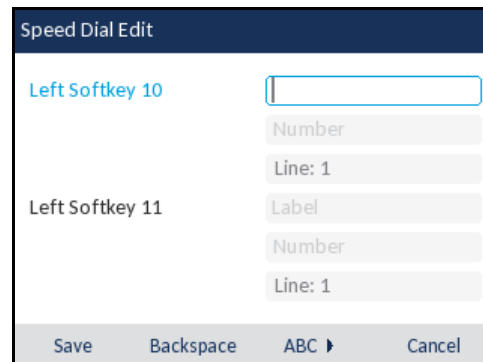 Speed Dial Edit
Left Softkey 10
Number
Line: 1
Left Softkey 11 Label
Number
Line: 1
Save Backspace ABC Cancel